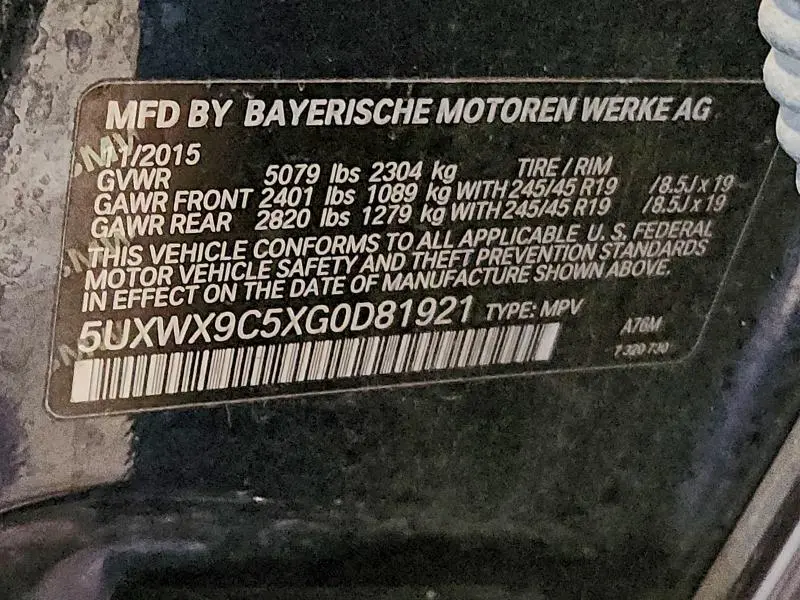 MFD BY BAYERISCHE MOTOREN WERKE AG
11/2015
GVWR 5079 lbs 2304 kg TIRE / RIM
GAWR FRONT 2401 lbs 1089 kg WITH 245/45 R19 /8.5J x 19
GAWR REAR 2820 lbs 1279 kg WITH 245/45 R19 /8.5J x 19
THIS VEHICLE CONFORMS TO ALL APPLICABLE U. S. FEDERAL
MOTOR VEHICLE SAFETY AND THEFT PREVENTION STANDARDS
IN EFFECT ON THE DATE OF MANUFACTURE SHOWN ABOVE.
5UXWX9C5XG0D81921 TYPE: MPV
A76M
7 320 730